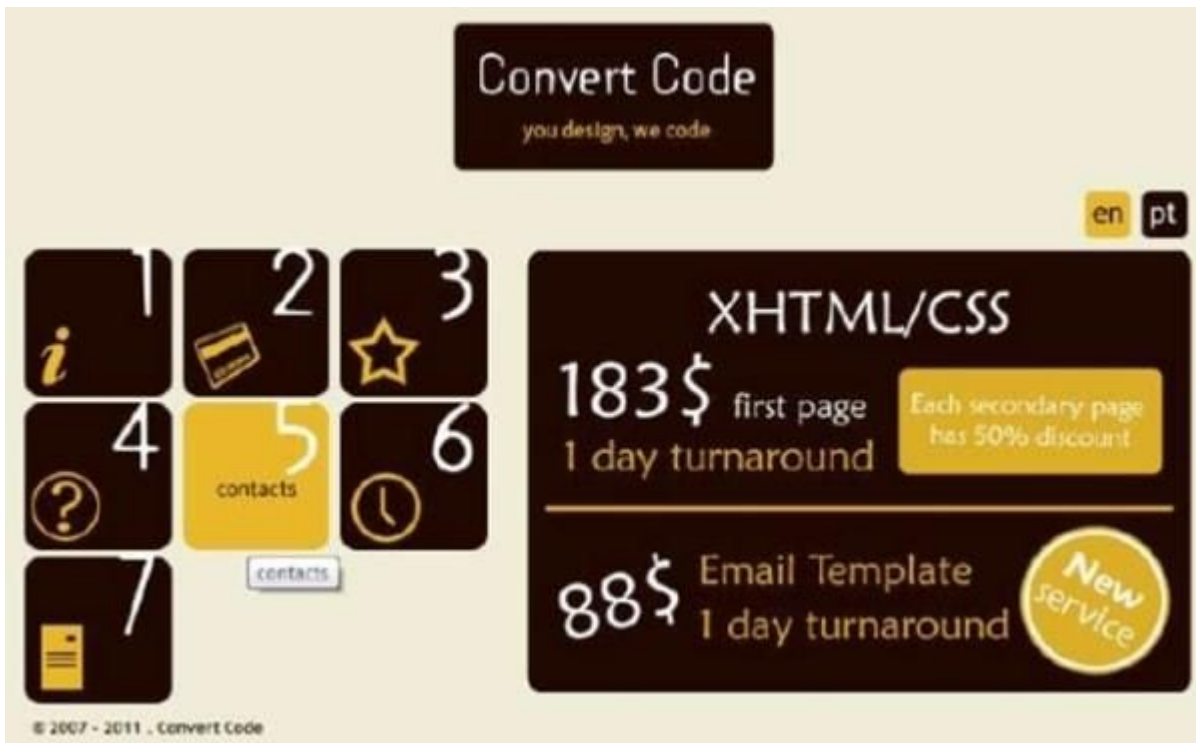 Convert Code
you design, we code
en pt
1 2 3
4 5 6
contacts
contacts
7
XHTML/CSS
183$ first page
1 day turnaround
Each secondary page
has 50% discount
88$ Email Template
1 day turnaround
New
service
© 2007 - 2011 . Convert Code